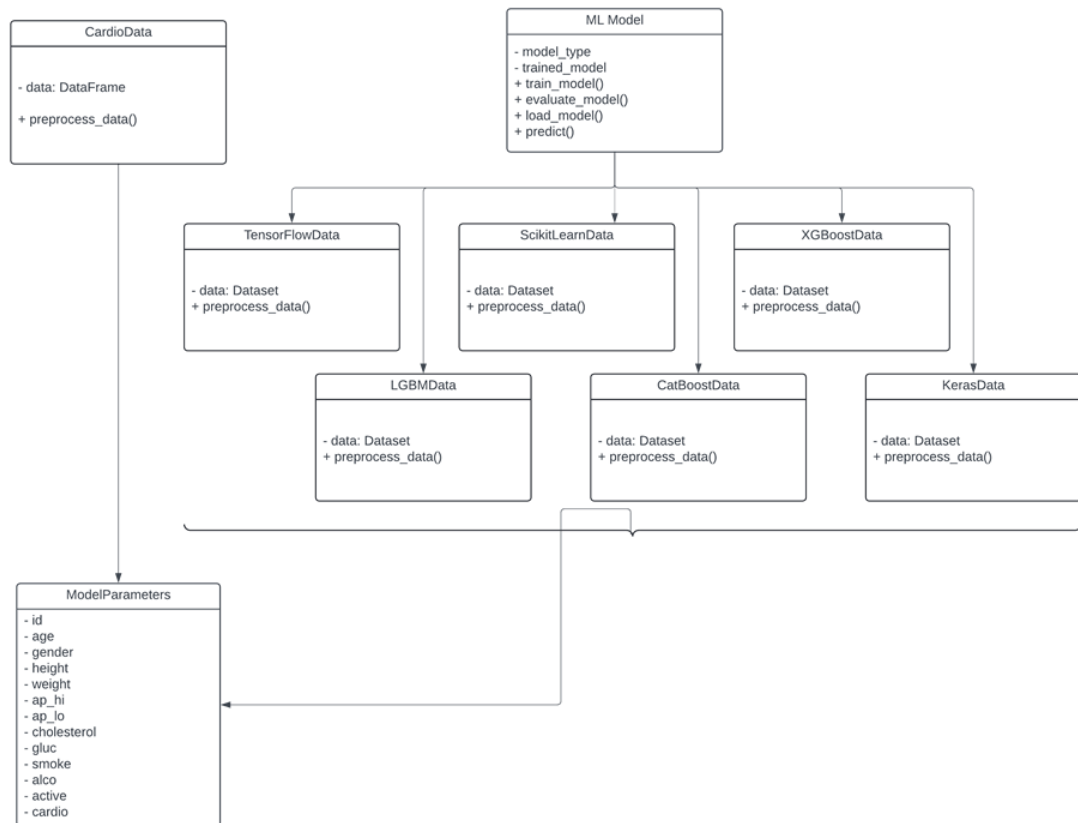 CardioData
- data: DataFrame
+ preprocess_data()
ML Model
- model_type
- trained_model
+ train_model()
+ evaluate_model()
+ load_model()
+ predict()
TensorFlowData
- data: Dataset
+ preprocess_data()
ScikitLearnData
- data: Dataset
+ preprocess_data()
XGBoostData
- data: Dataset
+ preprocess_data()
LGBMData
- data: Dataset
+ preprocess_data()
CatBoostData
- data: Dataset
+ preprocess_data()
KerasData
- data: Dataset
+ preprocess_data()
ModelParameters
- id
- age
- gender
- height
- weight
- ap_hi
- ap_lo
- cholesterol
- gluc
- smoke
- alco
- active
- cardio